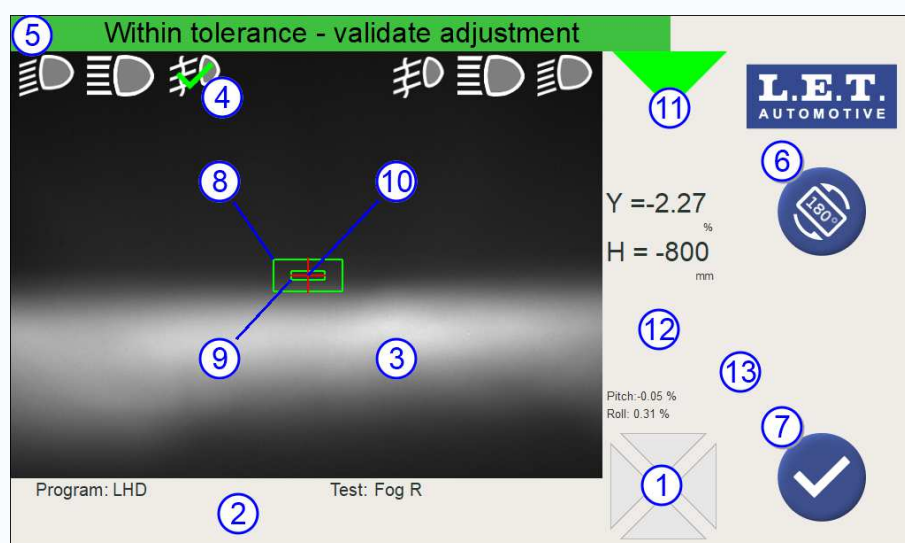 5
Within tolerance - validate adjustment
4
11
L.E.T.
AUTOMOTIVE
6
180°
8
10
Y =-2.27
%
H = -800
mm
12
9
3
13
Pitch:-0.05 %
Roll: 0.31 %
7
1
Program: LHD
Test: Fog R
2